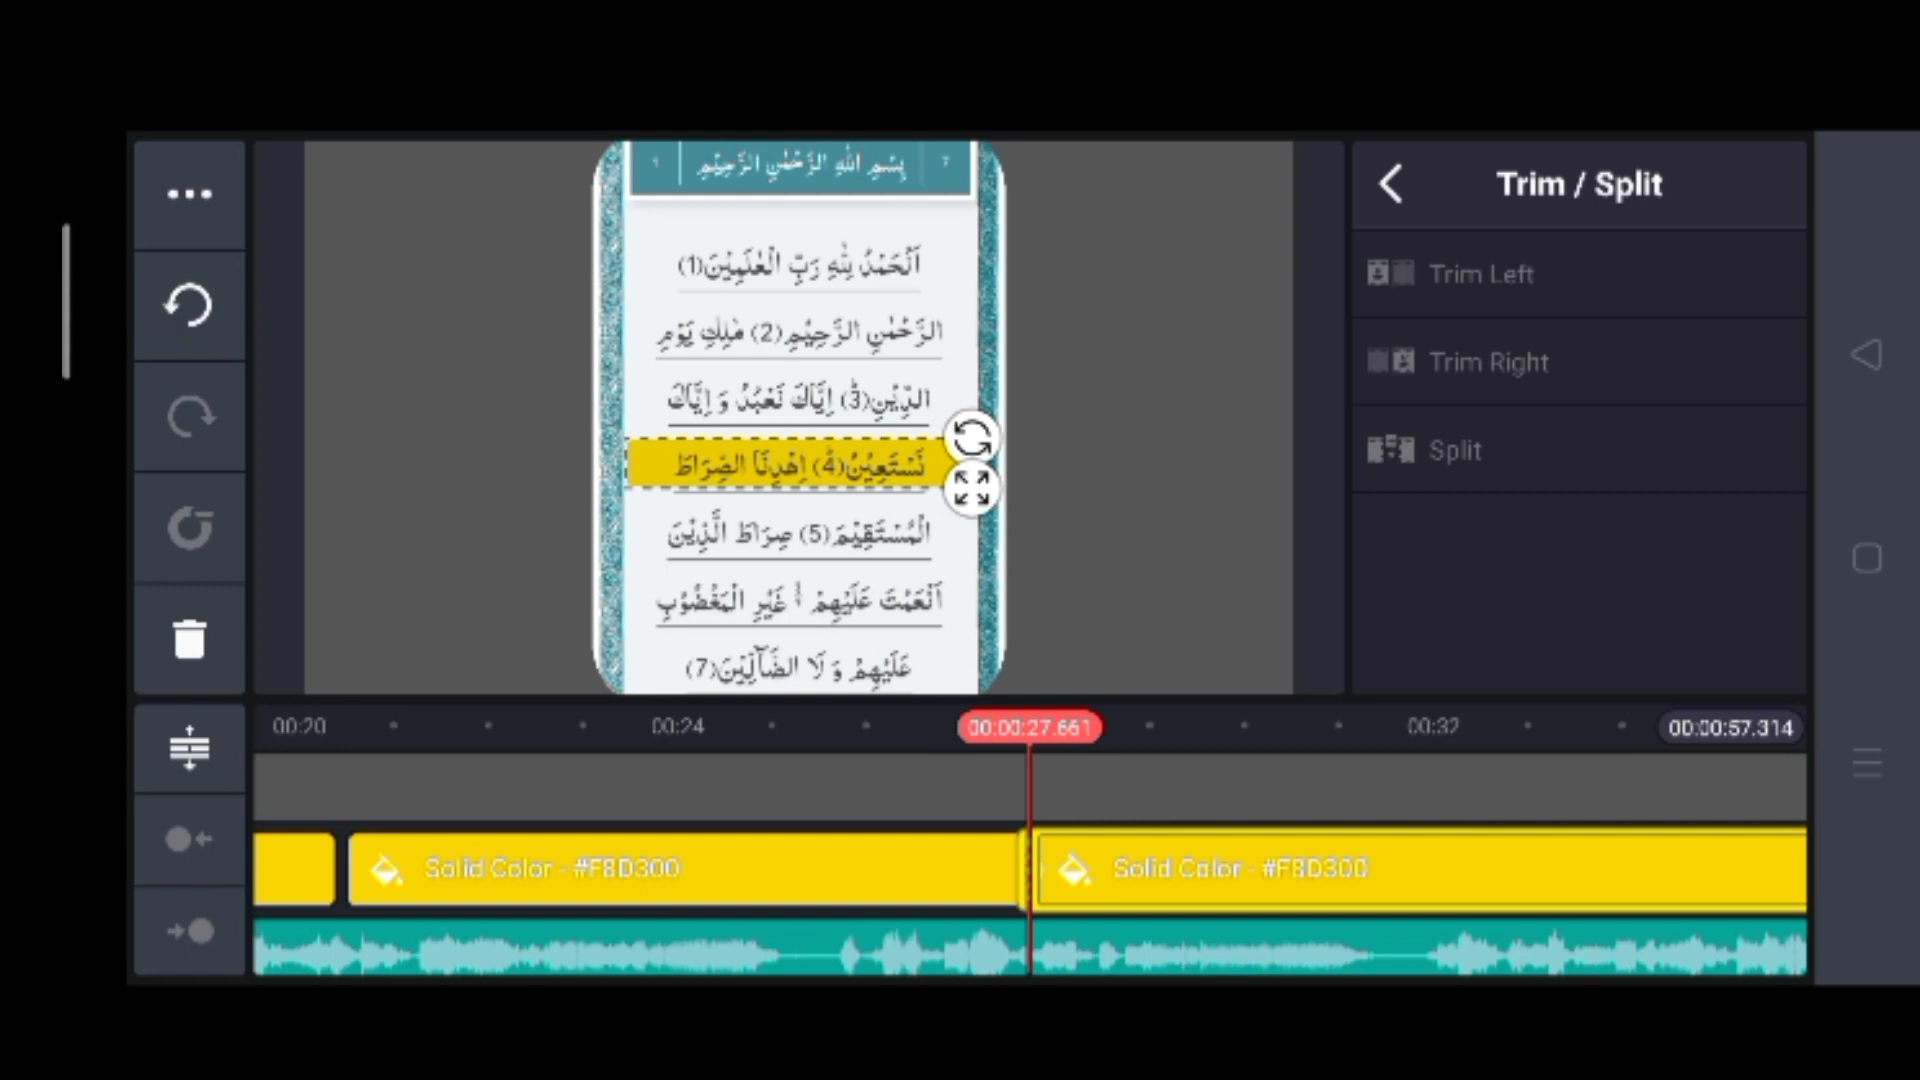 بِسْمِ اللهِ الرَّحْمٰنِ الرَّحِيْمِ
اَلْحَمْدُ لِلّٰهِ رَبِّ الْعٰلَمِيْنَ(1)
الرَّحْمٰنِ الرَّحِيْمِ(2) مٰلِكِ يَوْمِ
الدِّيْنِ(3) اِيَّاكَ نَعْبُدُ وَ اِيَّاكَ
نَسْتَعِيْنُ(4) اِهْدِنَا الصِّرَاطَ
الْمُسْتَقِيْمَ(5) صِرَاطَ الَّذِيْنَ
اَنْعَمْتَ عَلَيْهِمْ غَيْرِ الْمَغْضُوْبِ
عَلَيْهِمْ وَ لَا الضَّآلِّيْنَ(7)
Trim / Split
Trim Left
Trim Right
Split
00:20
00:24
00:00:27.661
00:32
00:00:57.314
Solid Color - #F8D300
Solid Color - #F8D300